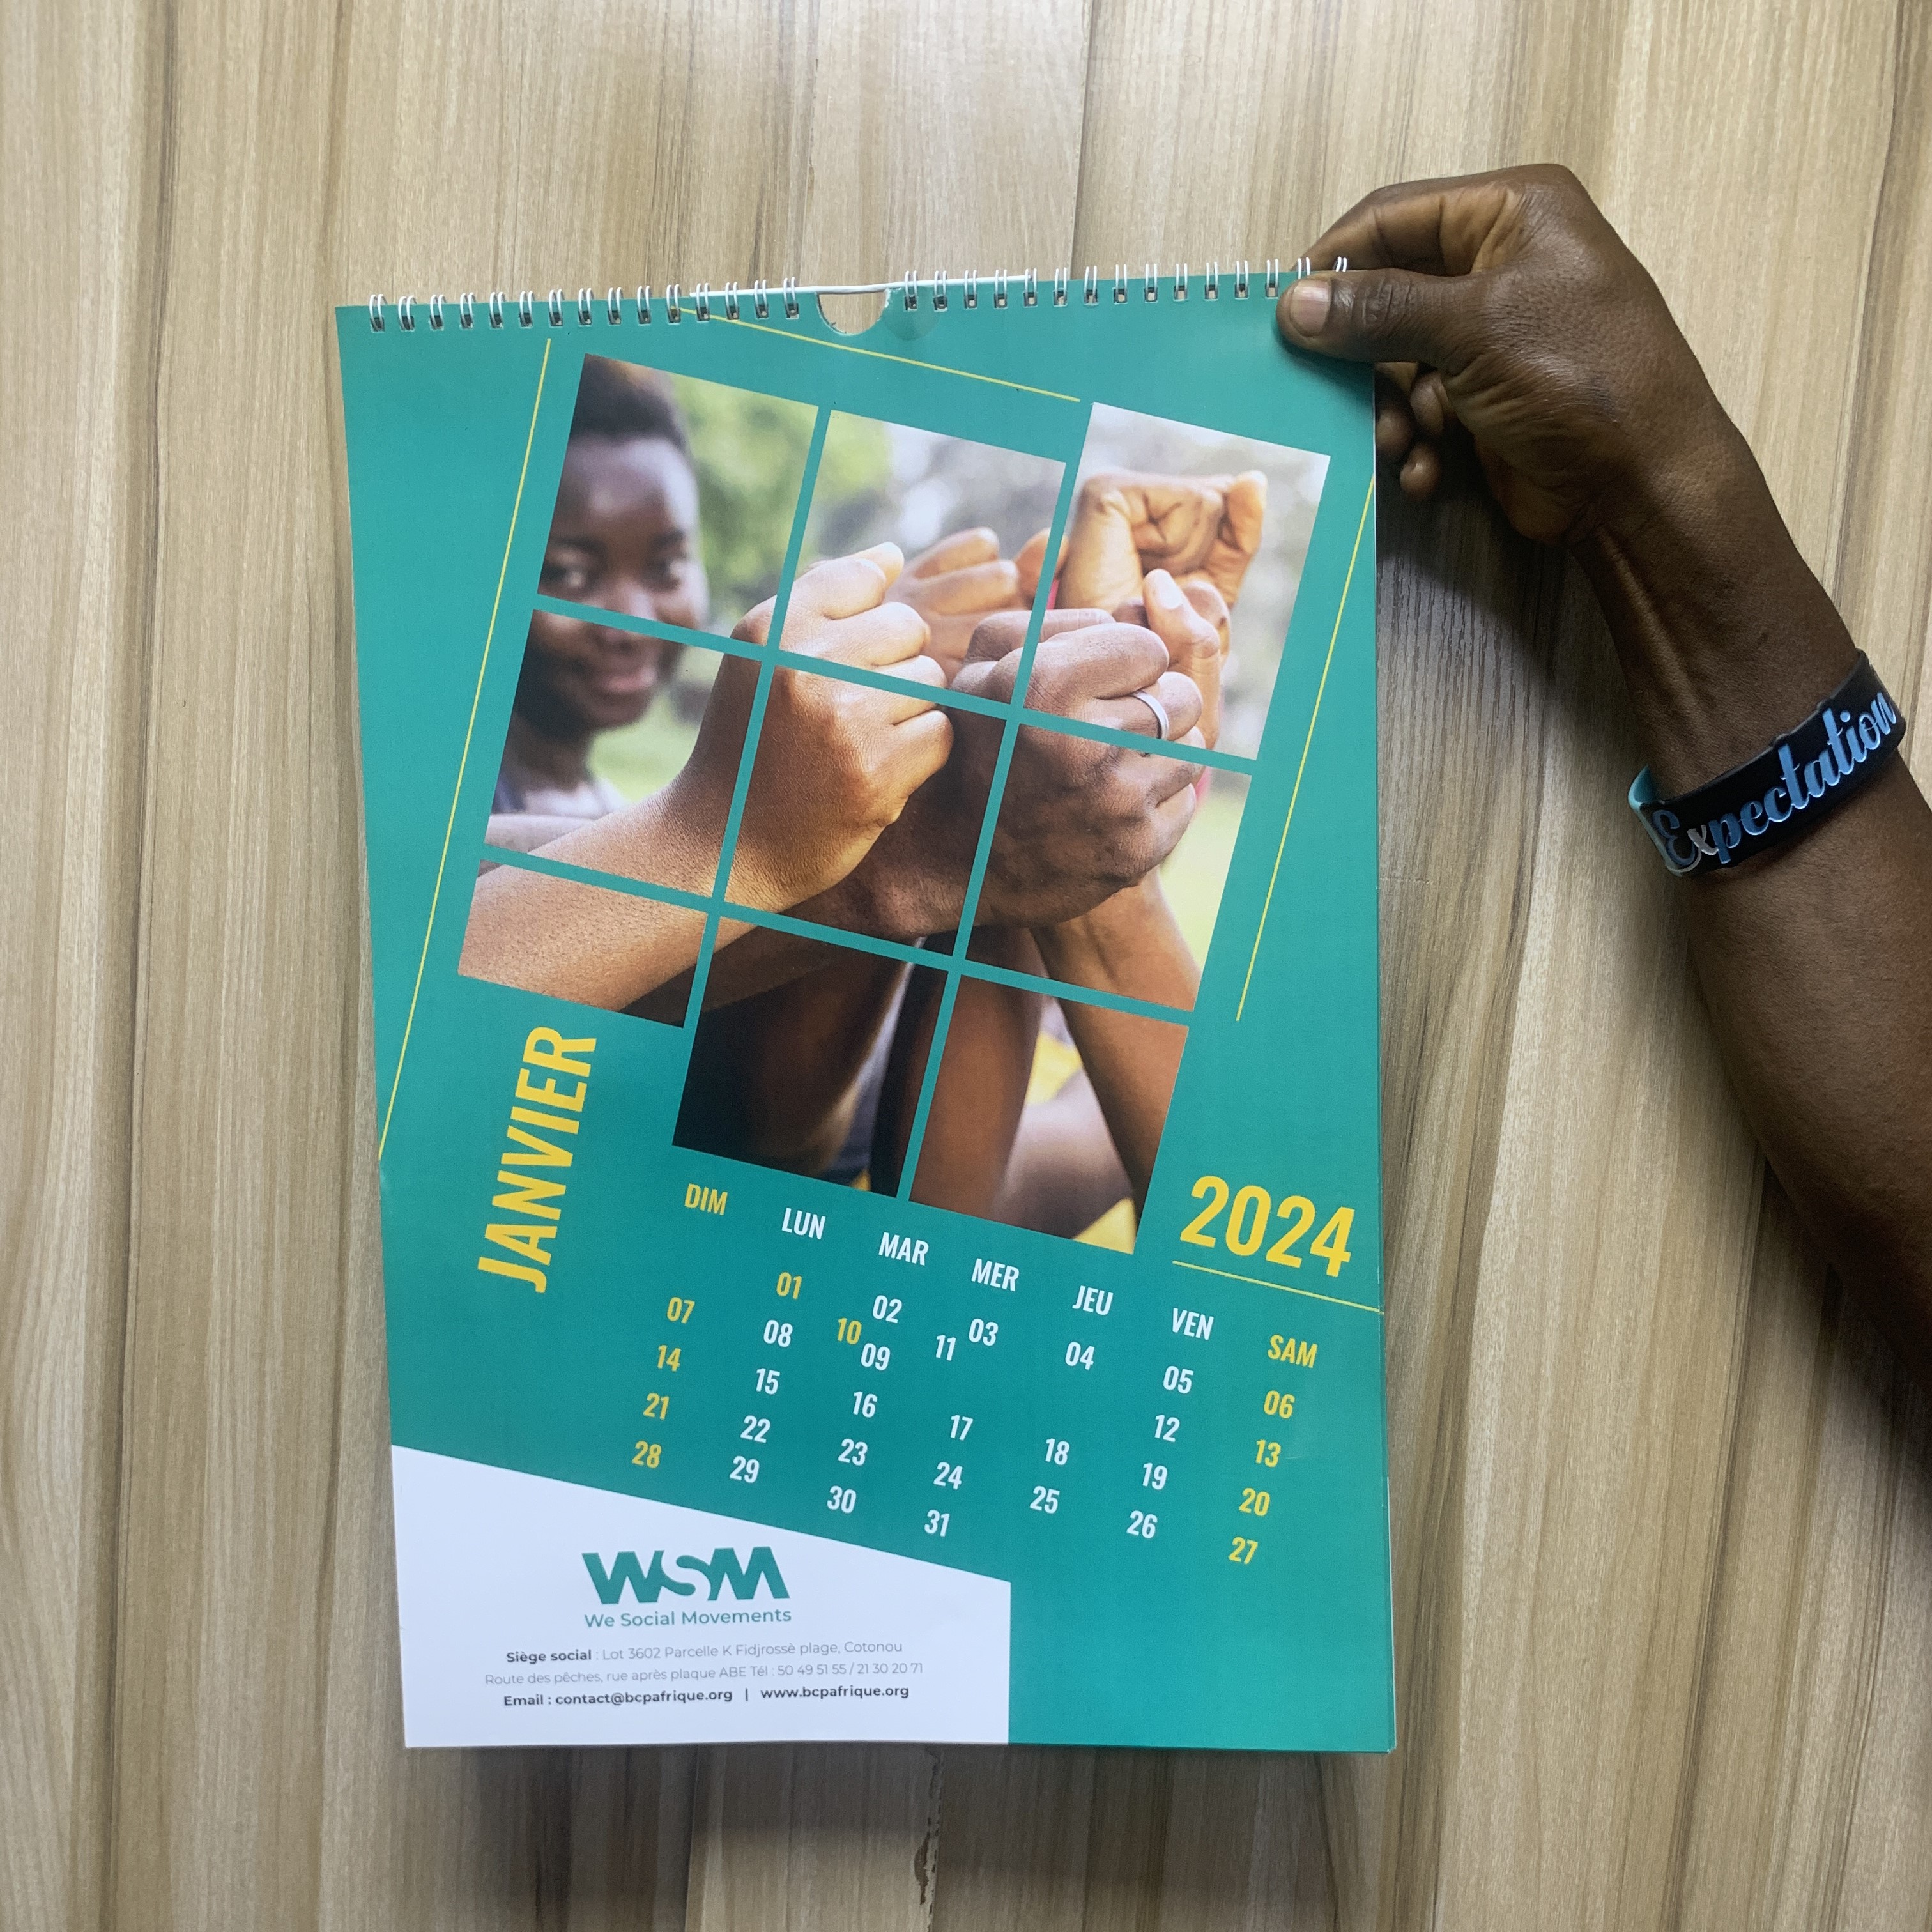 JANVIER
2024
DIM LUN MAR MER JEU VEN SAM
01 02 03 04 05 06
07 08 09 10 11 12 13
14 15 16 17 18 19 20
21 22 23 24 25 26 27
28 29 30 31
WSM
We Social Movements
Siège social : Lot 3602 Parcelle K Fidjrossè plage, Cotonou
Route des pêches, rue après plaque ABE Tél : 50 49 51 55 / 21 30 20 71
Email : contact@bcpafrique.org | www.bcpafrique.org
Expectation